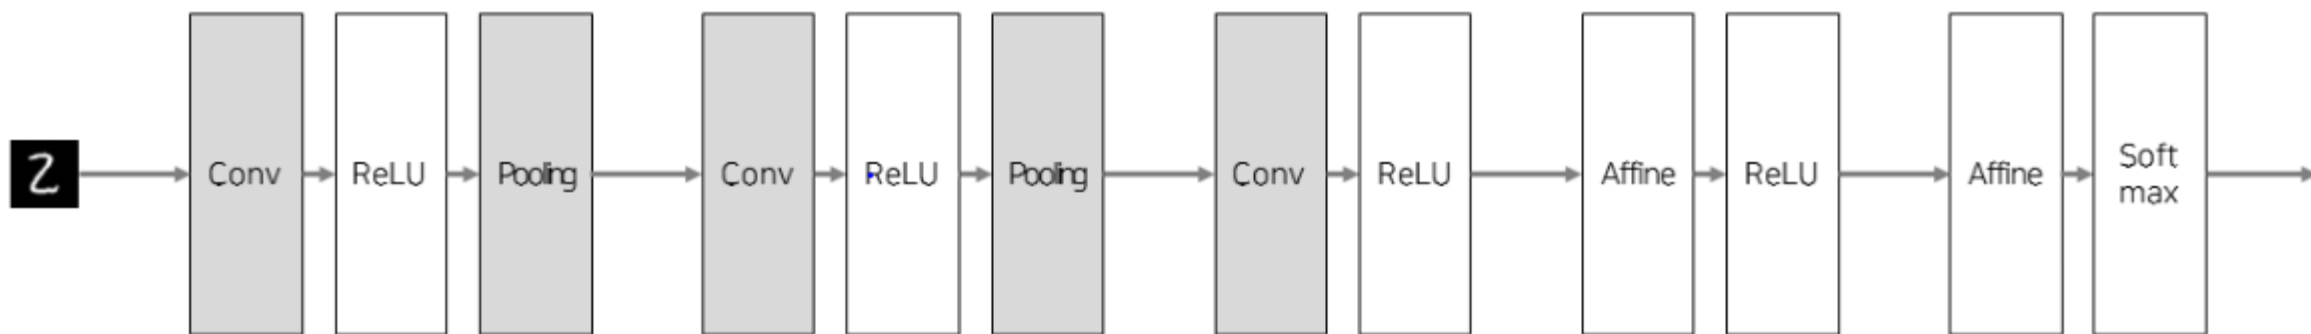 2
Conv
ReLU
Pooling
Conv
ReLU
Pooling
Conv
ReLU
Affine
ReLU
Affine
Soft
max